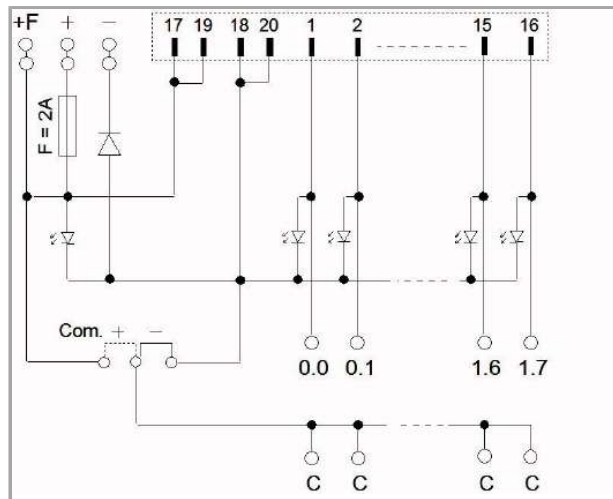 +F + − 17 19 18 20 1 2 15 16
F = 2A
Com. + −
0.0 0.1 1.6 1.7
C C C C